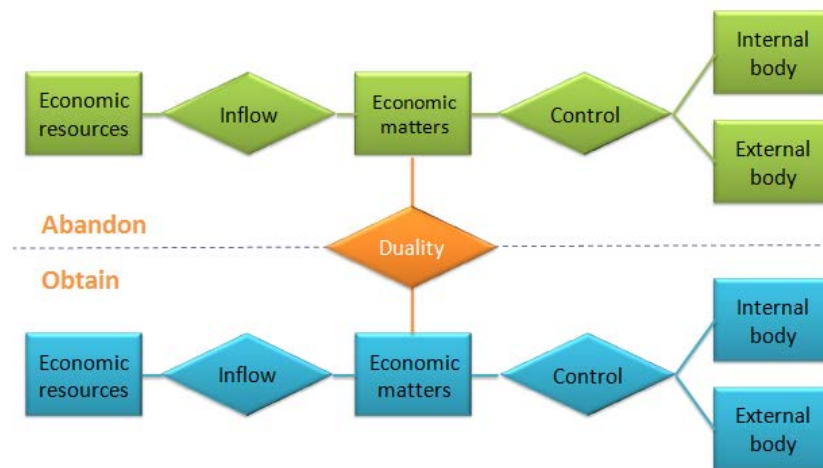 Economic
resources
Inflow
Economic
matters
Control
Internal
body
External
body
Abandon
Duality
Obtain
Economic
resources
Inflow
Economic
matters
Control
Internal
body
External
body